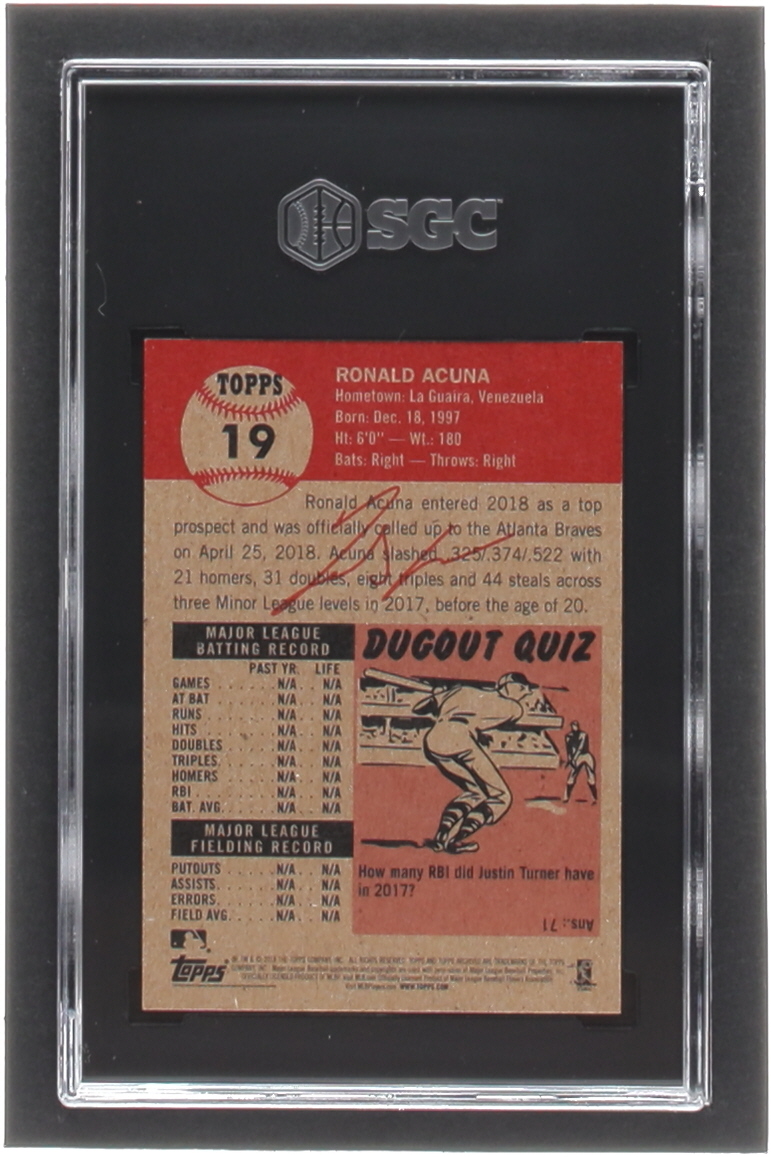 SGC
TOPPS
19
RONALD ACUNA
Hometown: La Guaira, Venezuela
Born: Dec. 18, 1997
Ht: 6'0" — Wt.: 180
Bats: Right — Throws: Right
Ronald Acuna entered 2018 as a top
prospect and was officially called up to the Atlanta Braves
on April 25, 2018. Acuna slashed .325/.374/.522 with
21 homers, 31 doubles, eight triples and 44 steals across
three Minor League levels in 2017, before the age of 20.
MAJOR LEAGUE
BATTING RECORD
PAST YR. LIFE
GAMES . . . . . . N/A . . N/A
AT BAT . . . . . . N/A . . N/A
RUNS . . . . . . N/A . . N/A
HITS . . . . . . N/A . . N/A
DOUBLES . . . . . N/A . . N/A
TRIPLES . . . . . N/A . . N/A
HOMERS . . . . . N/A . . N/A
RBI . . . . . . . N/A . . N/A
BAT. AVG. . . . . N/A . . N/A
MAJOR LEAGUE
FIELDING RECORD
PUTOUTS . . . . . N/A . . N/A
ASSISTS . . . . . N/A . . N/A
ERRORS . . . . . N/A . . N/A
FIELD AVG. . . . . N/A . . N/A
DUGOUT QUIZ
How many RBI did Justin Turner have
in 2017?
Ans.: 71
Topps
WWW.TOPPS.COM